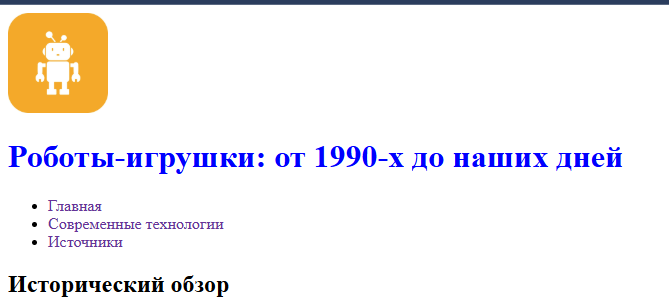 Роботы-игрушки: от 1990-х до наших дней
Главная
Современные технологии
Источники
Исторический обзор